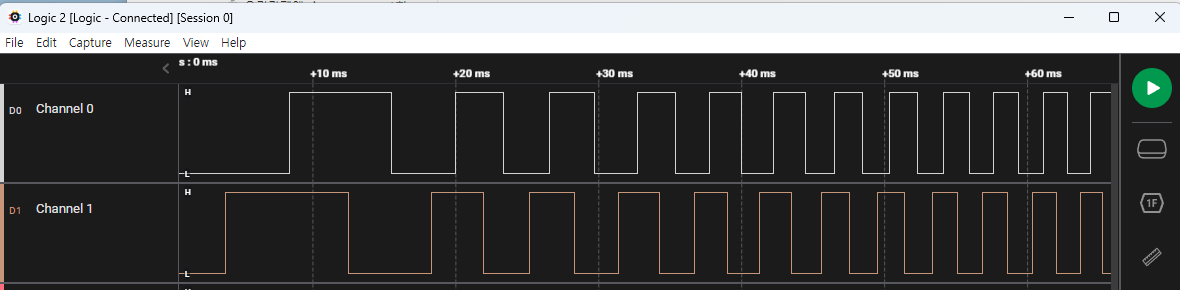 Logic 2 [Logic - Connected] [Session 0]
File Edit Capture Measure View Help
s : 0 ms
+10 ms +20 ms +30 ms +40 ms +50 ms +60 ms
H
D0 Channel 0
L
H
D1 Channel 1
L
1F